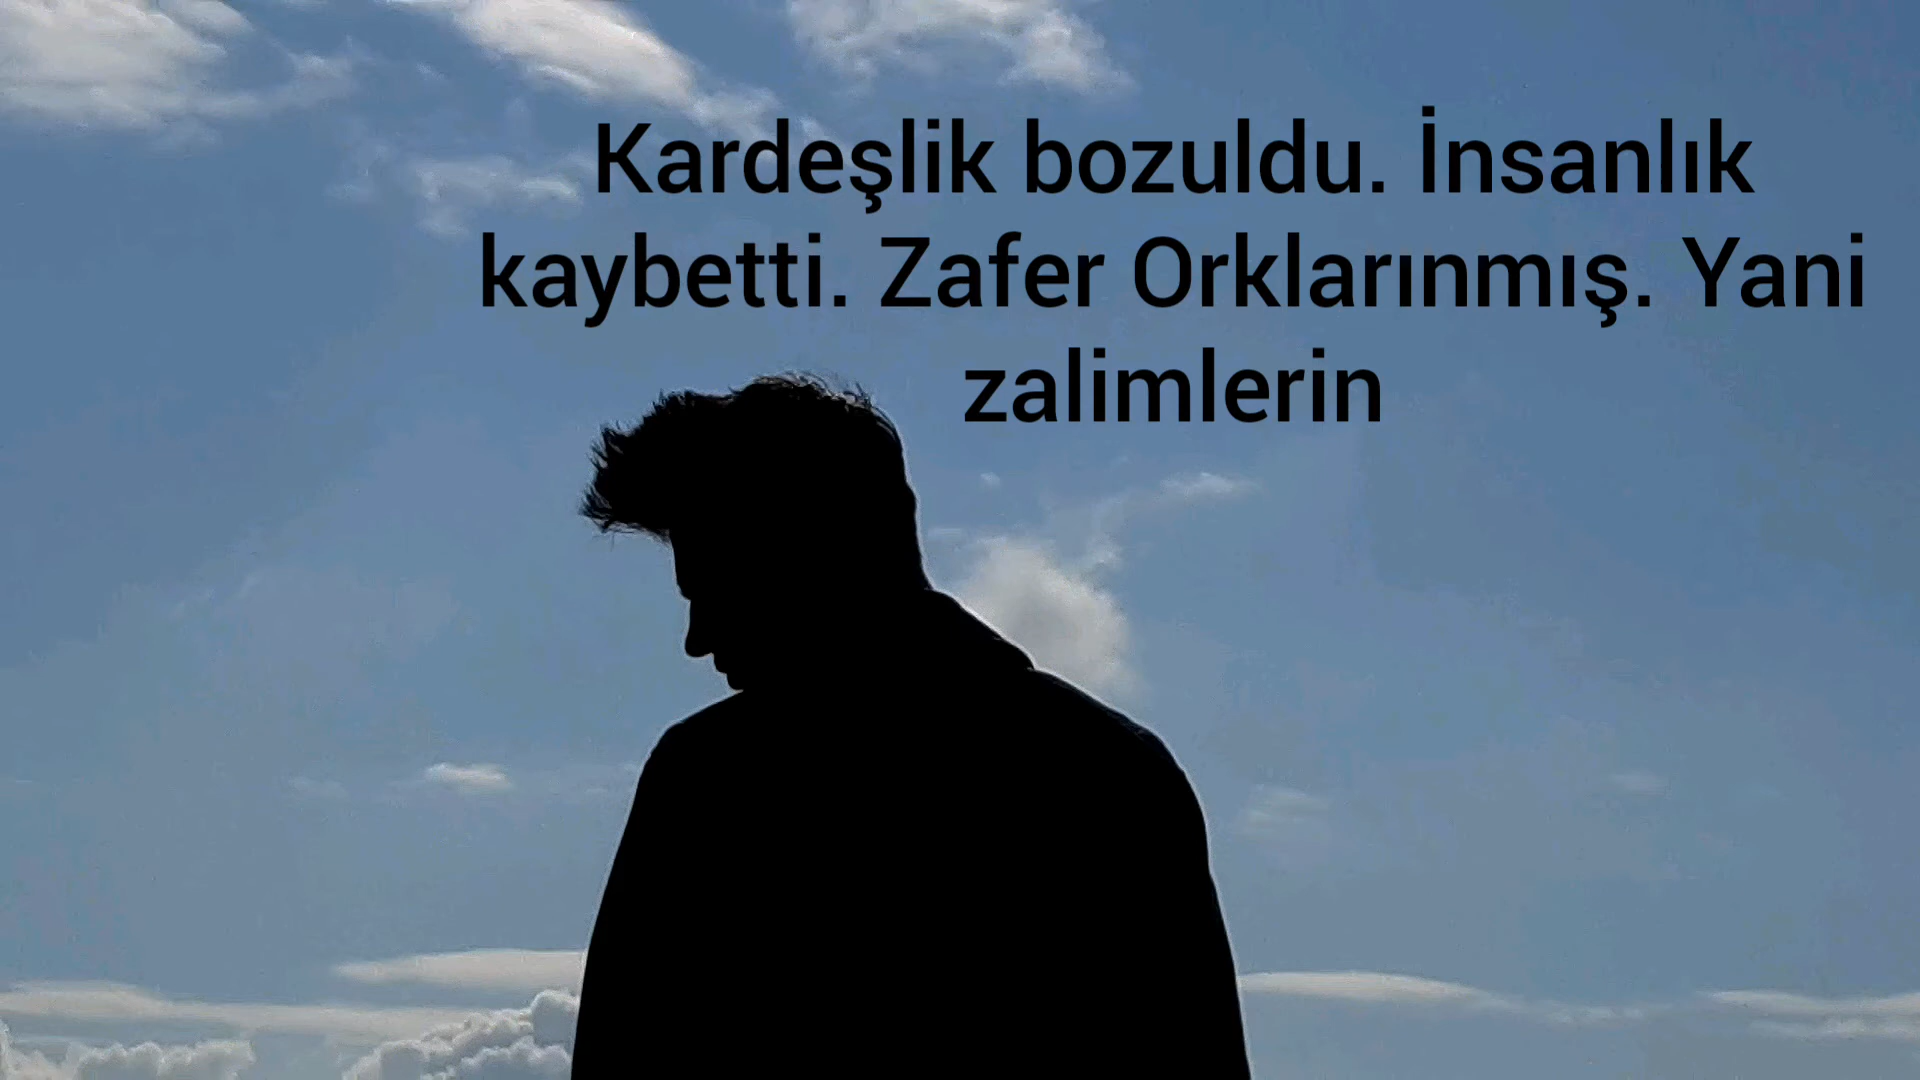 Kardeşlik bozuldu. İnsanlık
kaybetti. Zafer Orklarınmış. Yani
zalimlerin